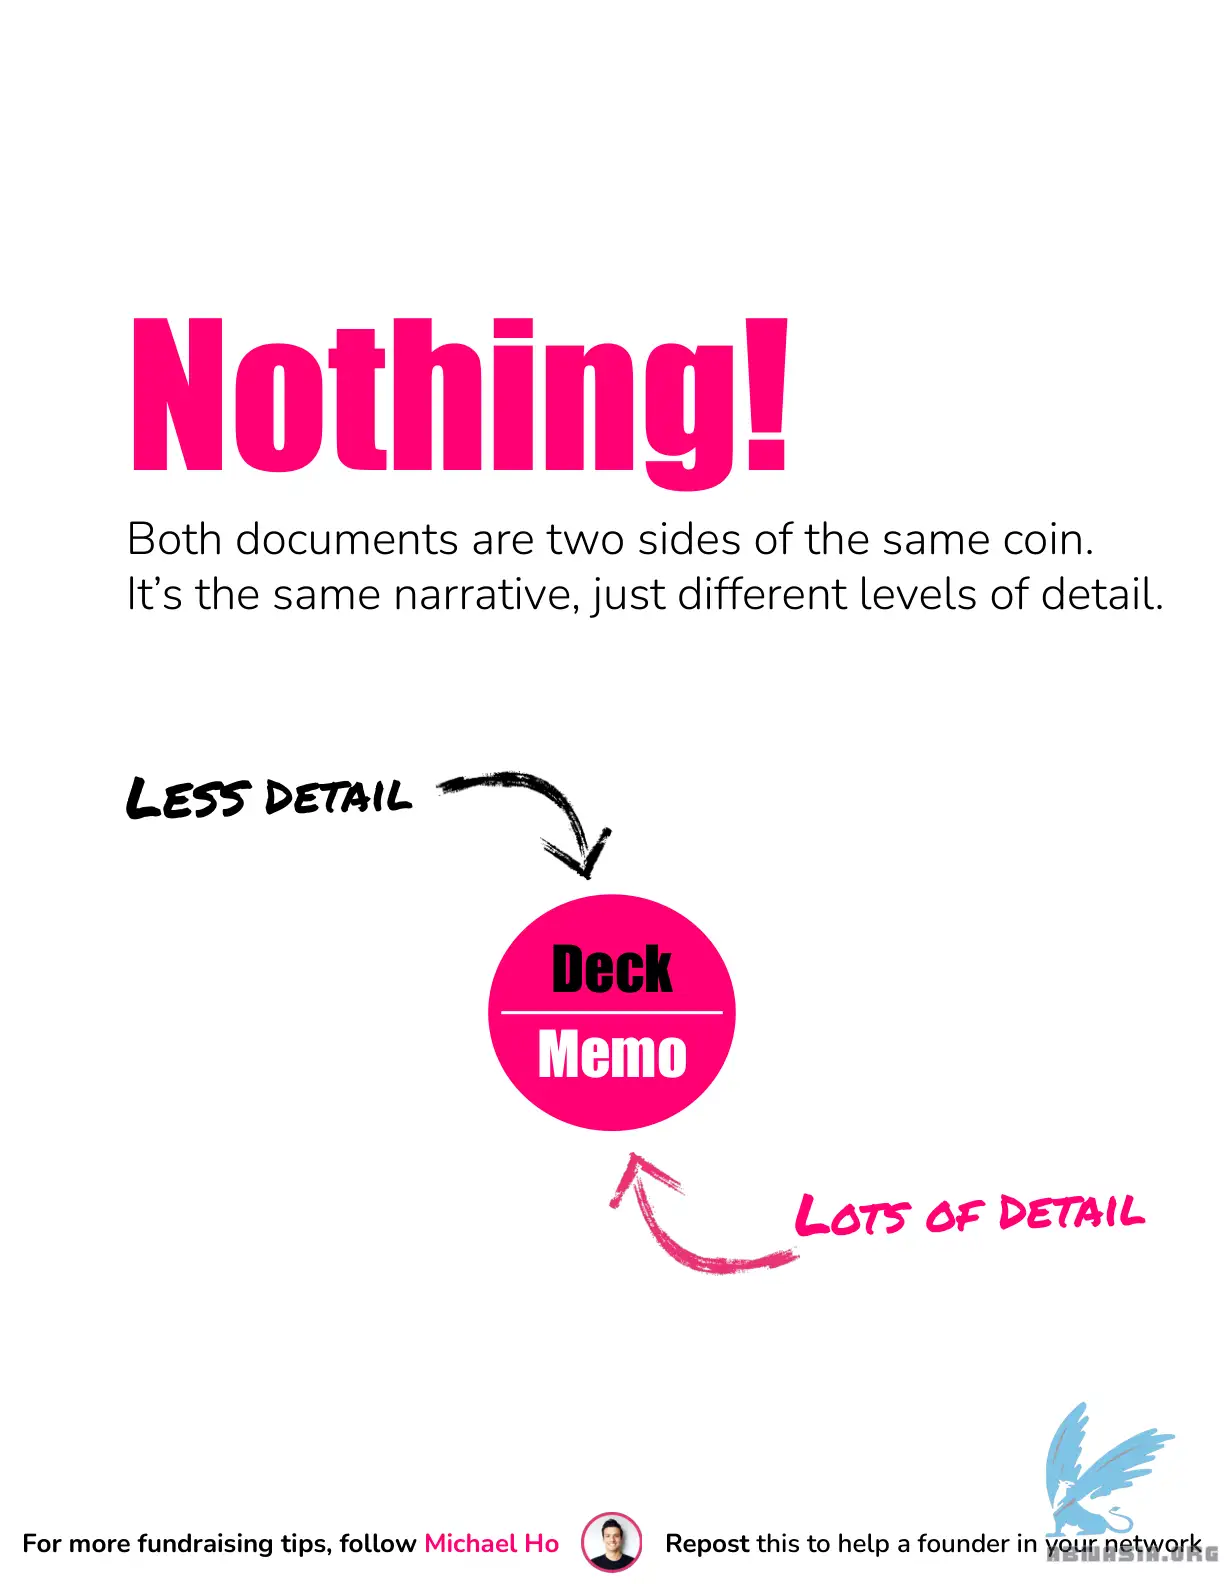 Nothing!
Both documents are two sides of the same coin.
It’s the same narrative, just different levels of detail.
Less detail
Deck
Memo
Lots of detail
For more fundraising tips, follow Michael Ho
Repost this to help a founder in your network
ABMASIA.ORG